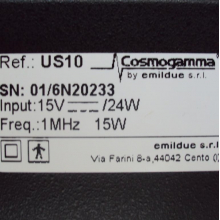 Ref.: US10 Cosmogamma
by emildue s.r.l.
SN: 01/6N20233
Input:15V⎓/24W
Freq.:1MHz 15W
emildue s.r.l.
Via Farini 8-a,44042 Cento (